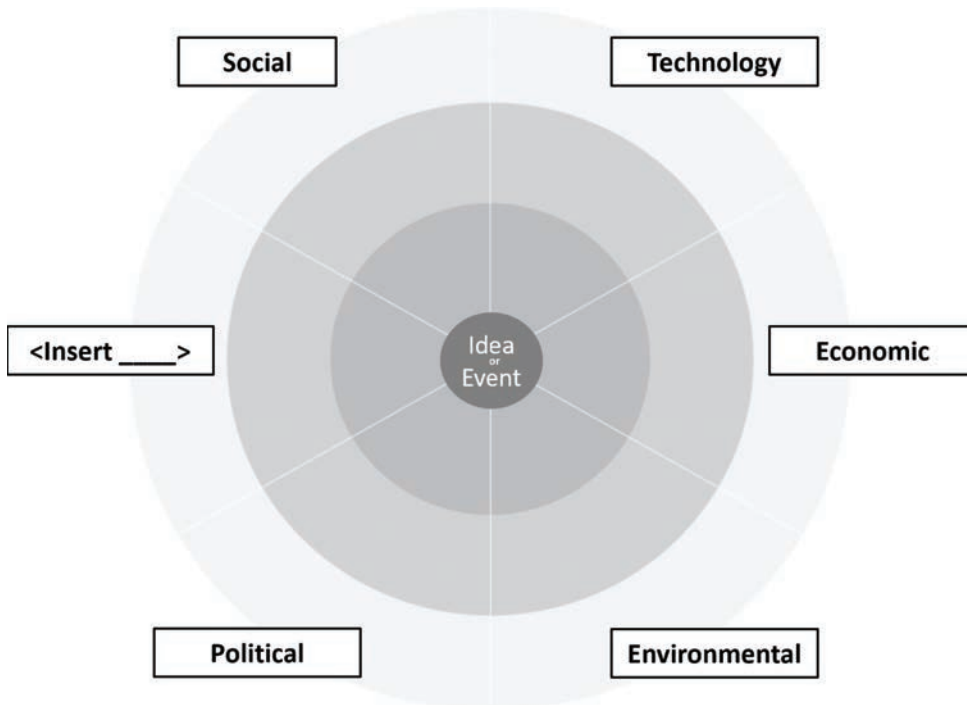 Social
Technology
<Insert ____>
Idea
or
Event
Economic
Political
Environmental